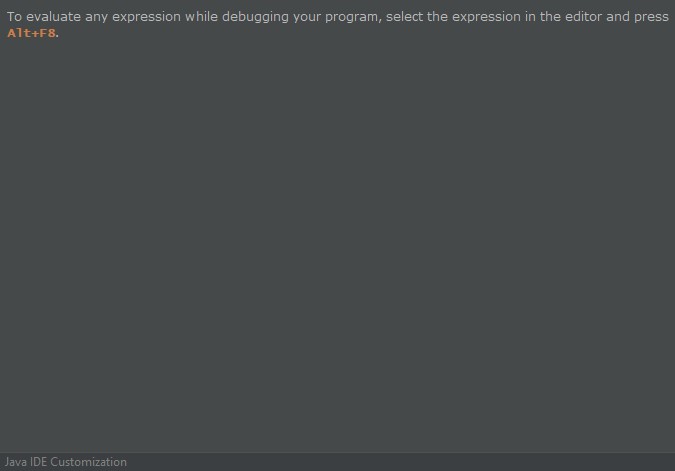 To evaluate any expression while debugging your program, select the expression in the editor and press
Alt+F8.
Java IDE Customization